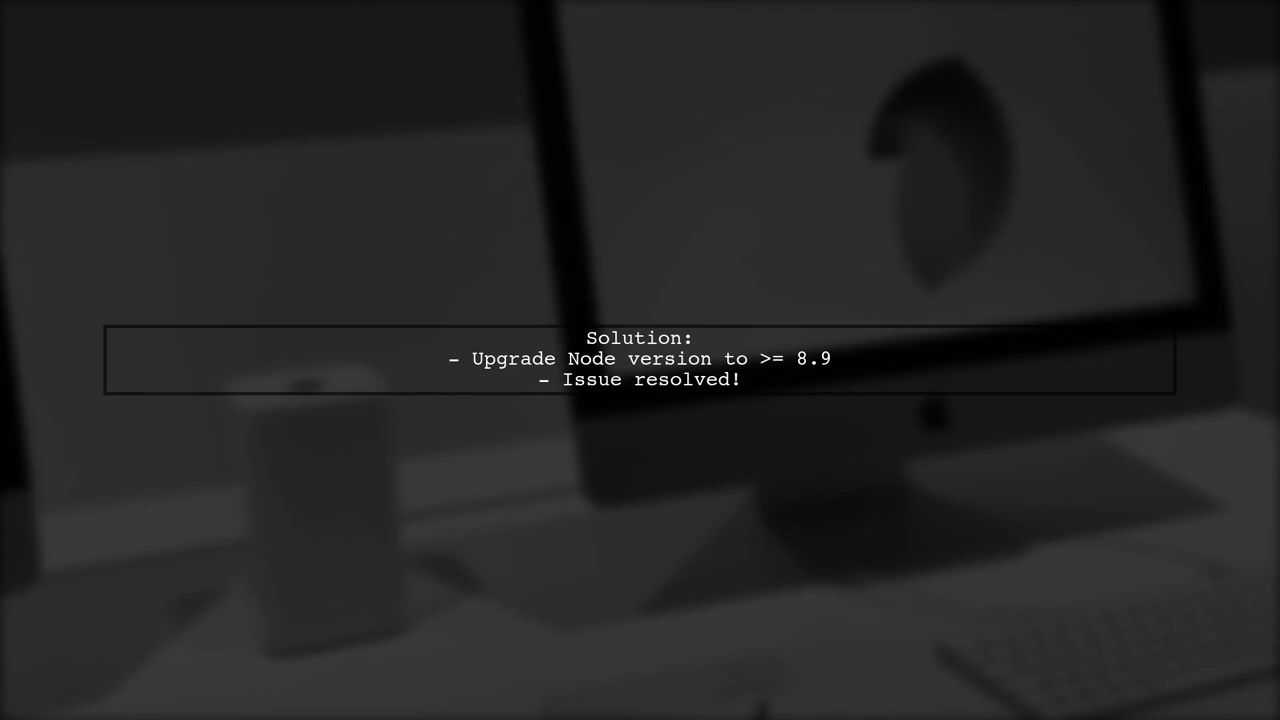 Solution:
- Upgrade Node version to >= 8.9
- Issue resolved!